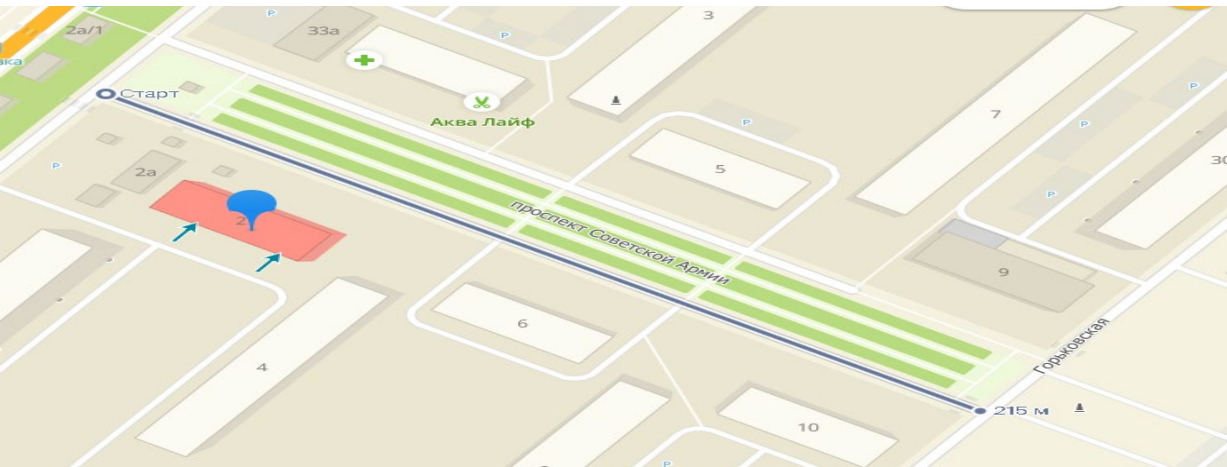 2а/1
33а
Р
Р
3
Старт
Аква Лайф
7
Р
Р
Р
5
2а
Р
2
проспект Советской Армии
9
6
4
Горьковская
215 м
10
Р